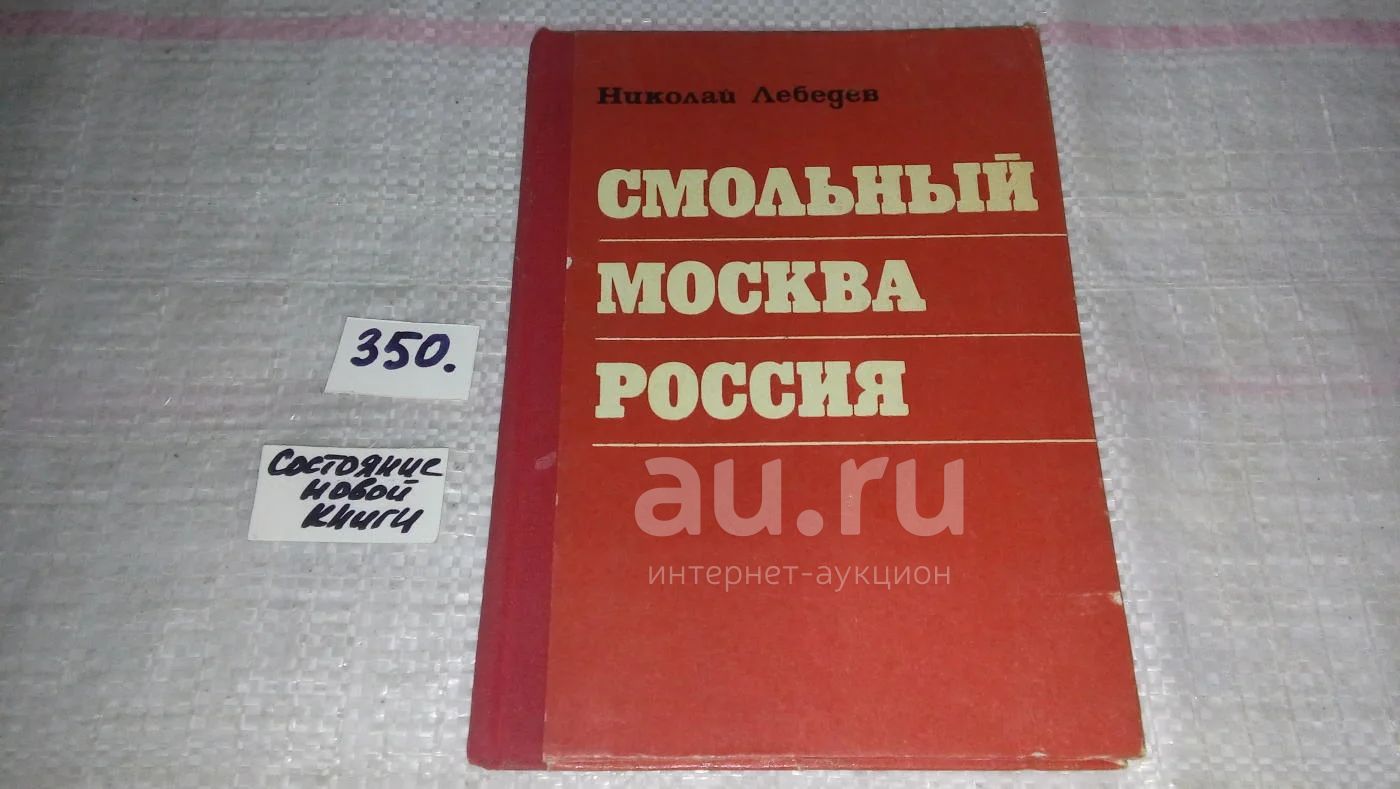 Николай Лебедев
СМОЛЬНЫЙ
МОСКВА
РОССИЯ
350.
Состояние
новой
книги
au.ru
интернет-аукцион